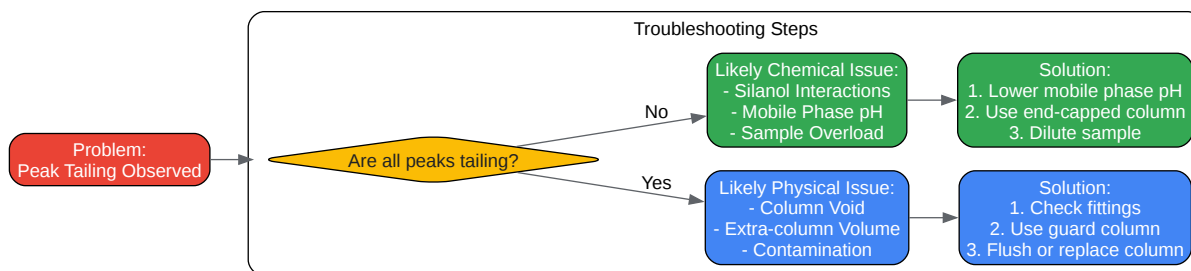 Troubleshooting Steps
Problem:
Peak Tailing Observed
Are all peaks tailing?
No
Likely Chemical Issue:
- Silanol Interactions
- Mobile Phase pH
- Sample Overload
Solution:
1. Lower mobile phase pH
2. Use end-capped column
3. Dilute sample
Yes
Likely Physical Issue:
- Column Void
- Extra-column Volume
- Contamination
Solution:
1. Check fittings
2. Use guard column
3. Flush or replace column